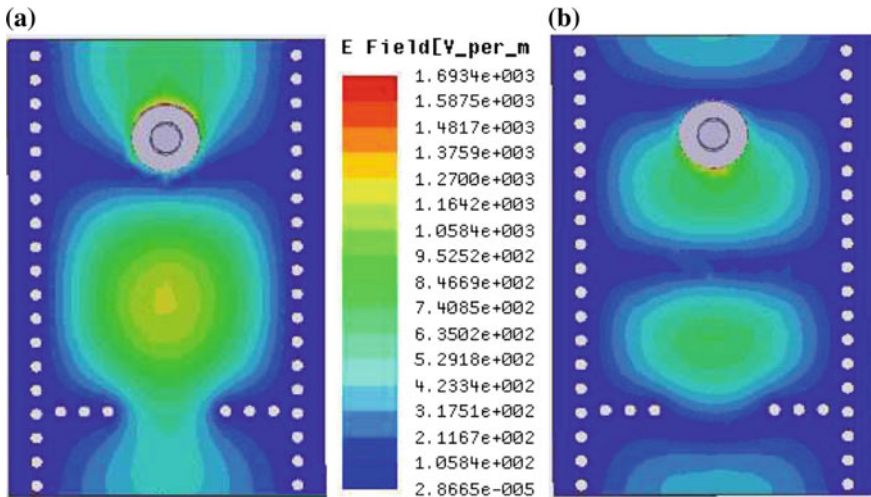 (a)
(b)
E Field[V_per_m
1.6934e+003
1.5875e+003
1.4817e+003
1.3759e+003
1.2700e+003
1.1642e+003
1.0584e+003
9.5252e+002
8.4669e+002
7.4085e+002
6.3502e+002
5.2918e+002
4.2334e+002
3.1751e+002
2.1167e+002
1.0584e+002
2.8665e-005